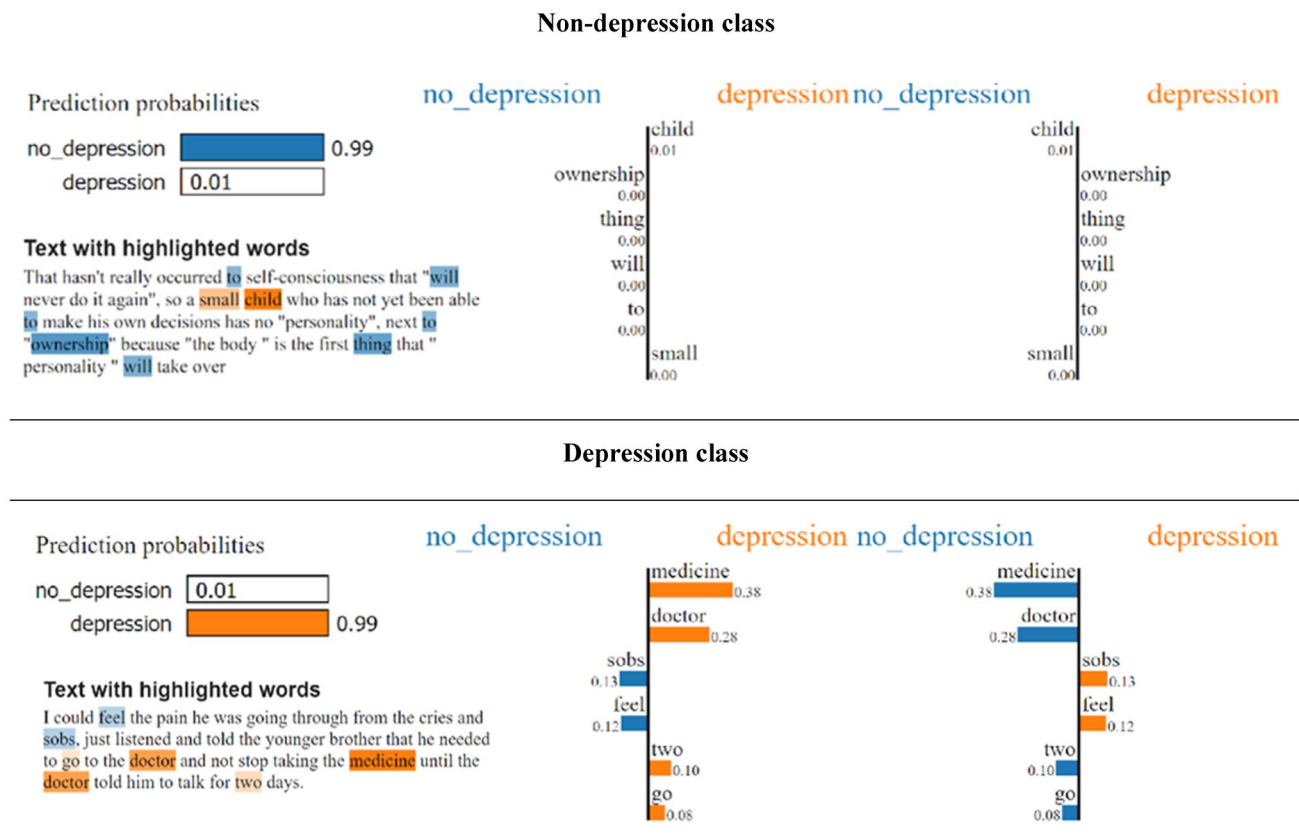 Non-depression class
Prediction probabilities
no_depression 0.99
depression 0.01
Text with highlighted words
That hasn't really occurred to self-consciousness that "will
never do it again", so a small child who has not yet been able
to make his own decisions has no "personality", next to
"ownership" because "the body " is the first thing that "
personality " will take over
no_depression depression
child
0.01
ownership
0.00
thing
0.00
will
0.00
to
0.00
small
0.00
no_depression depression
child
0.01
ownership
0.00
thing
0.00
will
0.00
to
0.00
small
0.00
Depression class
Prediction probabilities
no_depression 0.01
depression 0.99
Text with highlighted words
I could feel the pain he was going through from the cries and
sobs, just listened and told the younger brother that he needed
to go to the doctor and not stop taking the medicine until the
doctor told him to talk for two days.
no_depression depression
medicine
0.38
doctor
0.28
sobs
0.13
feel
0.12
two
0.10
go
0.08
no_depression depression
medicine
0.38
doctor
0.28
sobs
0.13
feel
0.12
two
0.10
go
0.08